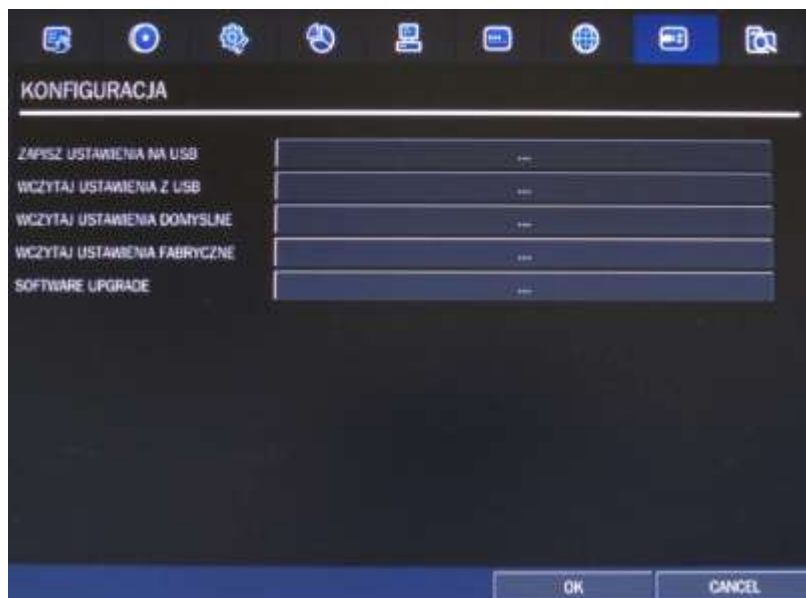 KONFIGURACJA
ZAPISZ USTAWIENIA NA USB ...
WCZYTAJ USTAWIENIA Z USB ...
WCZYTAJ USTAWIENIA DOMYSLNE ...
WCZYTAJ USTAWIENIA FABRYCZNE ...
SOFTWARE UPGRADE ...
OK CANCEL